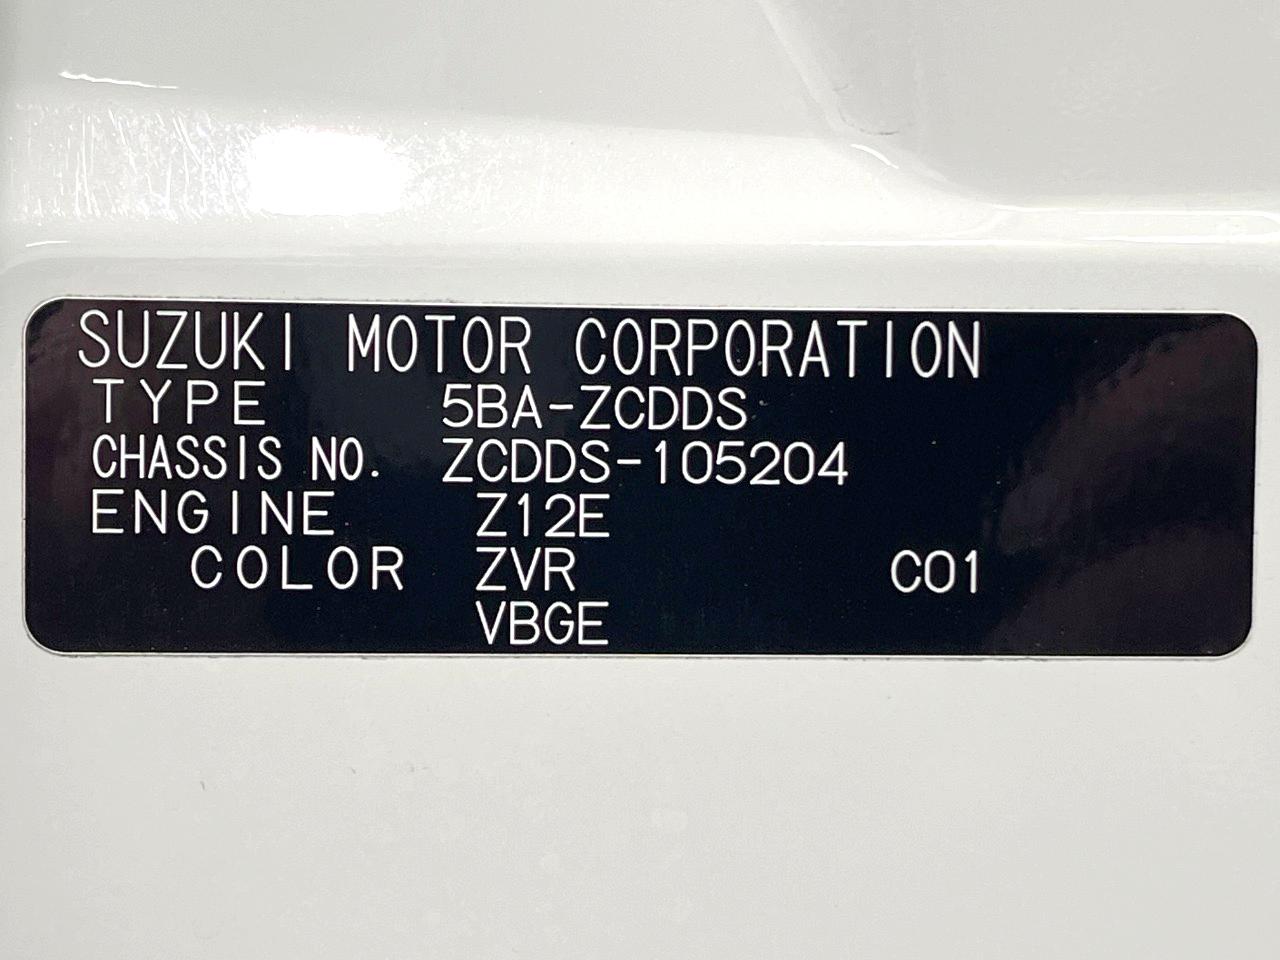 SUZUKI MOTOR CORPORATION
TYPE 5BA-ZCDDS
CHASSIS NO. ZCDDS-105204
ENGINE Z12E
COLOR ZVR C01
VBGE